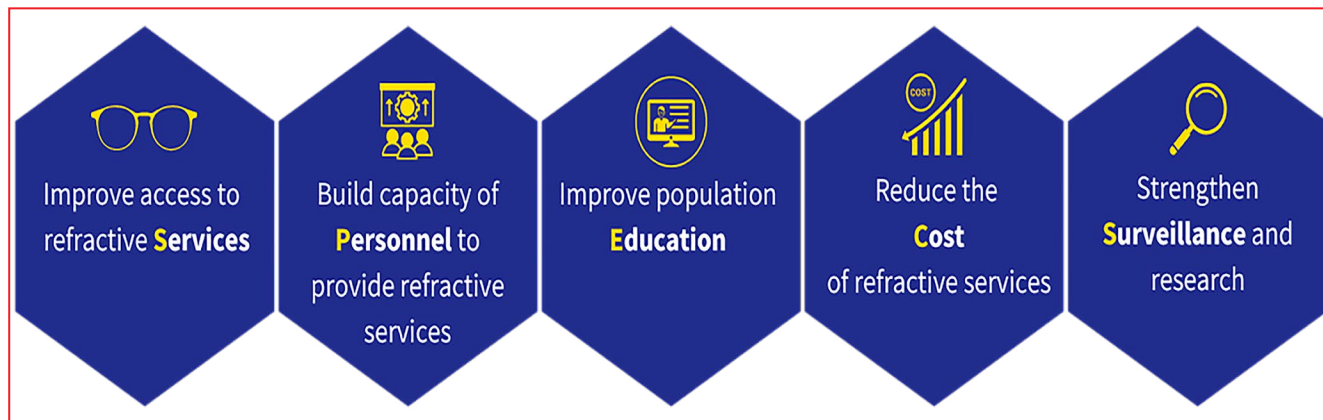 Improve access to
refractive Services
Build capacity of
Personnel to
provide refractive
services
Improve population
Education
COST
Reduce the
Cost
of refractive services
Strengthen
Surveillance and
research